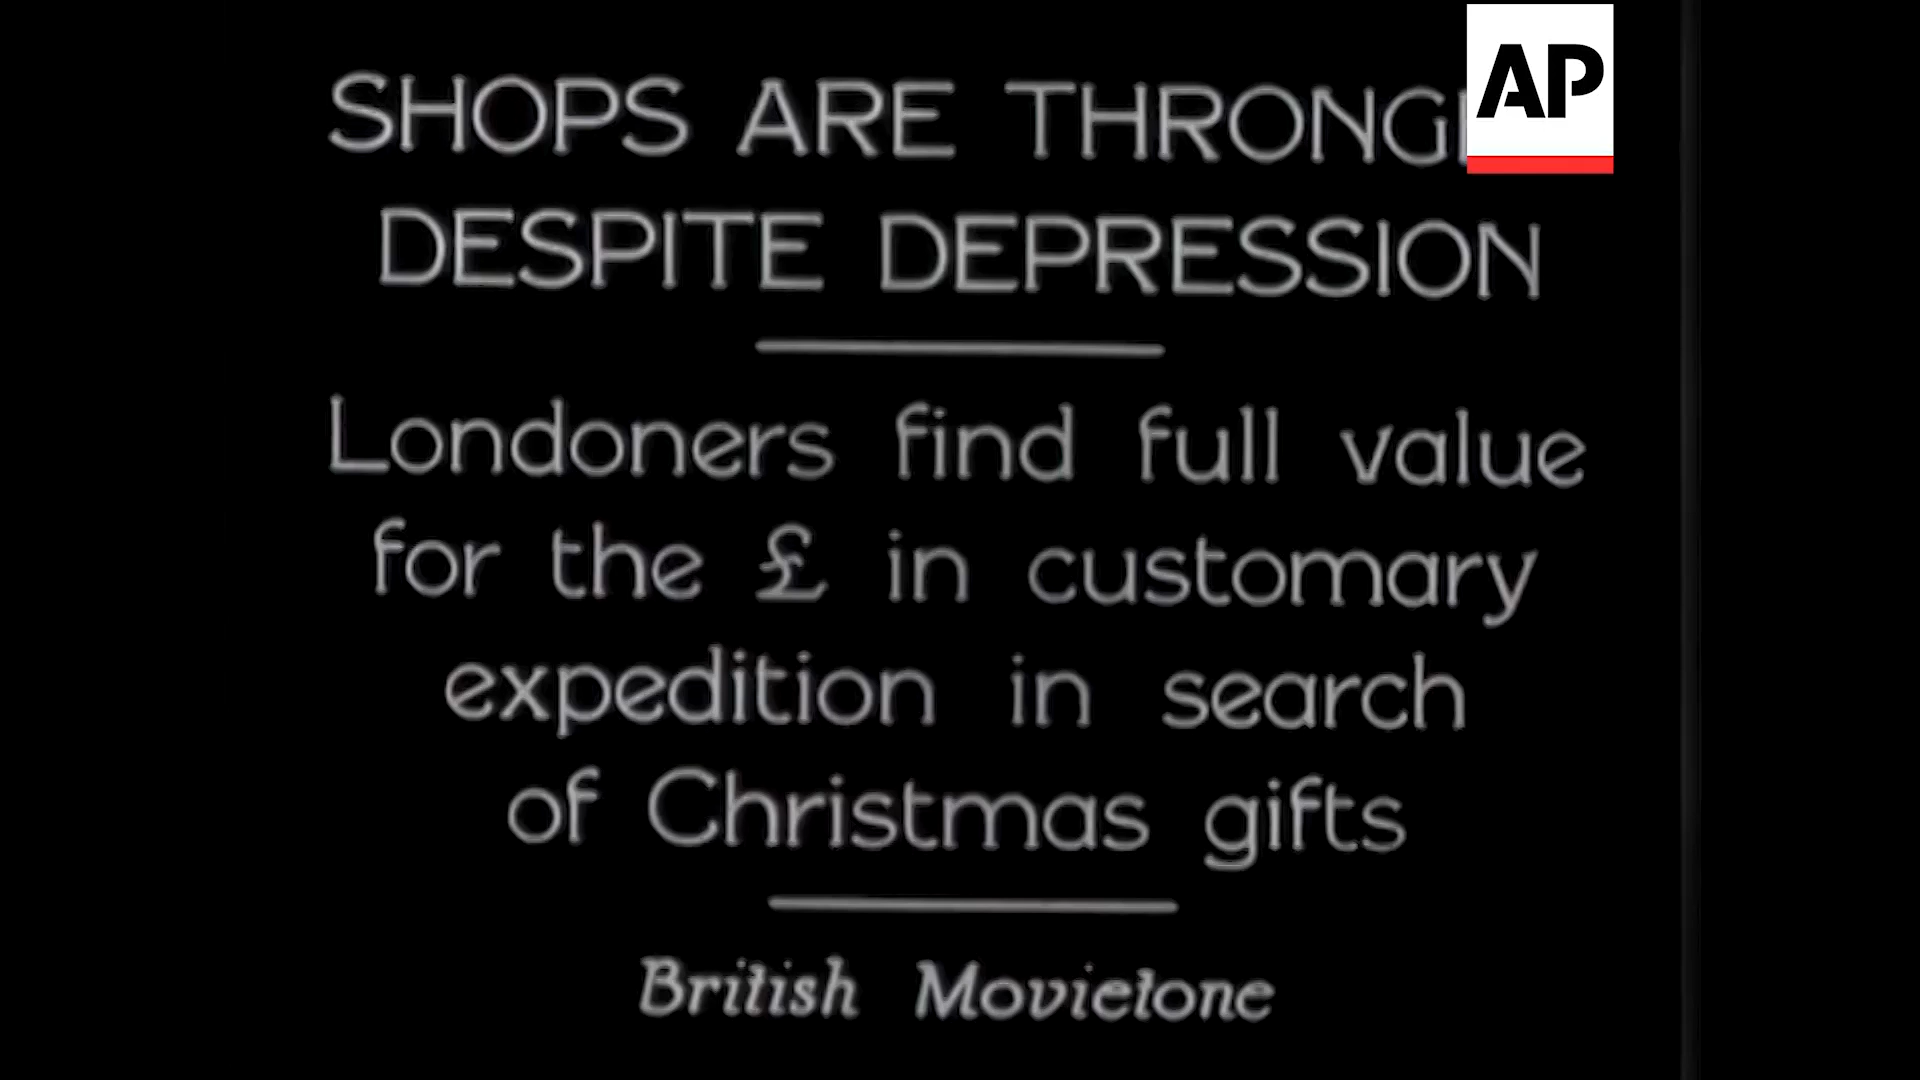 SHOPS ARE
DESPITE DEPRESSION
Londoners find full value
for the £ in customary
expedition in search
of Christmas gifts
British Movietone
AP